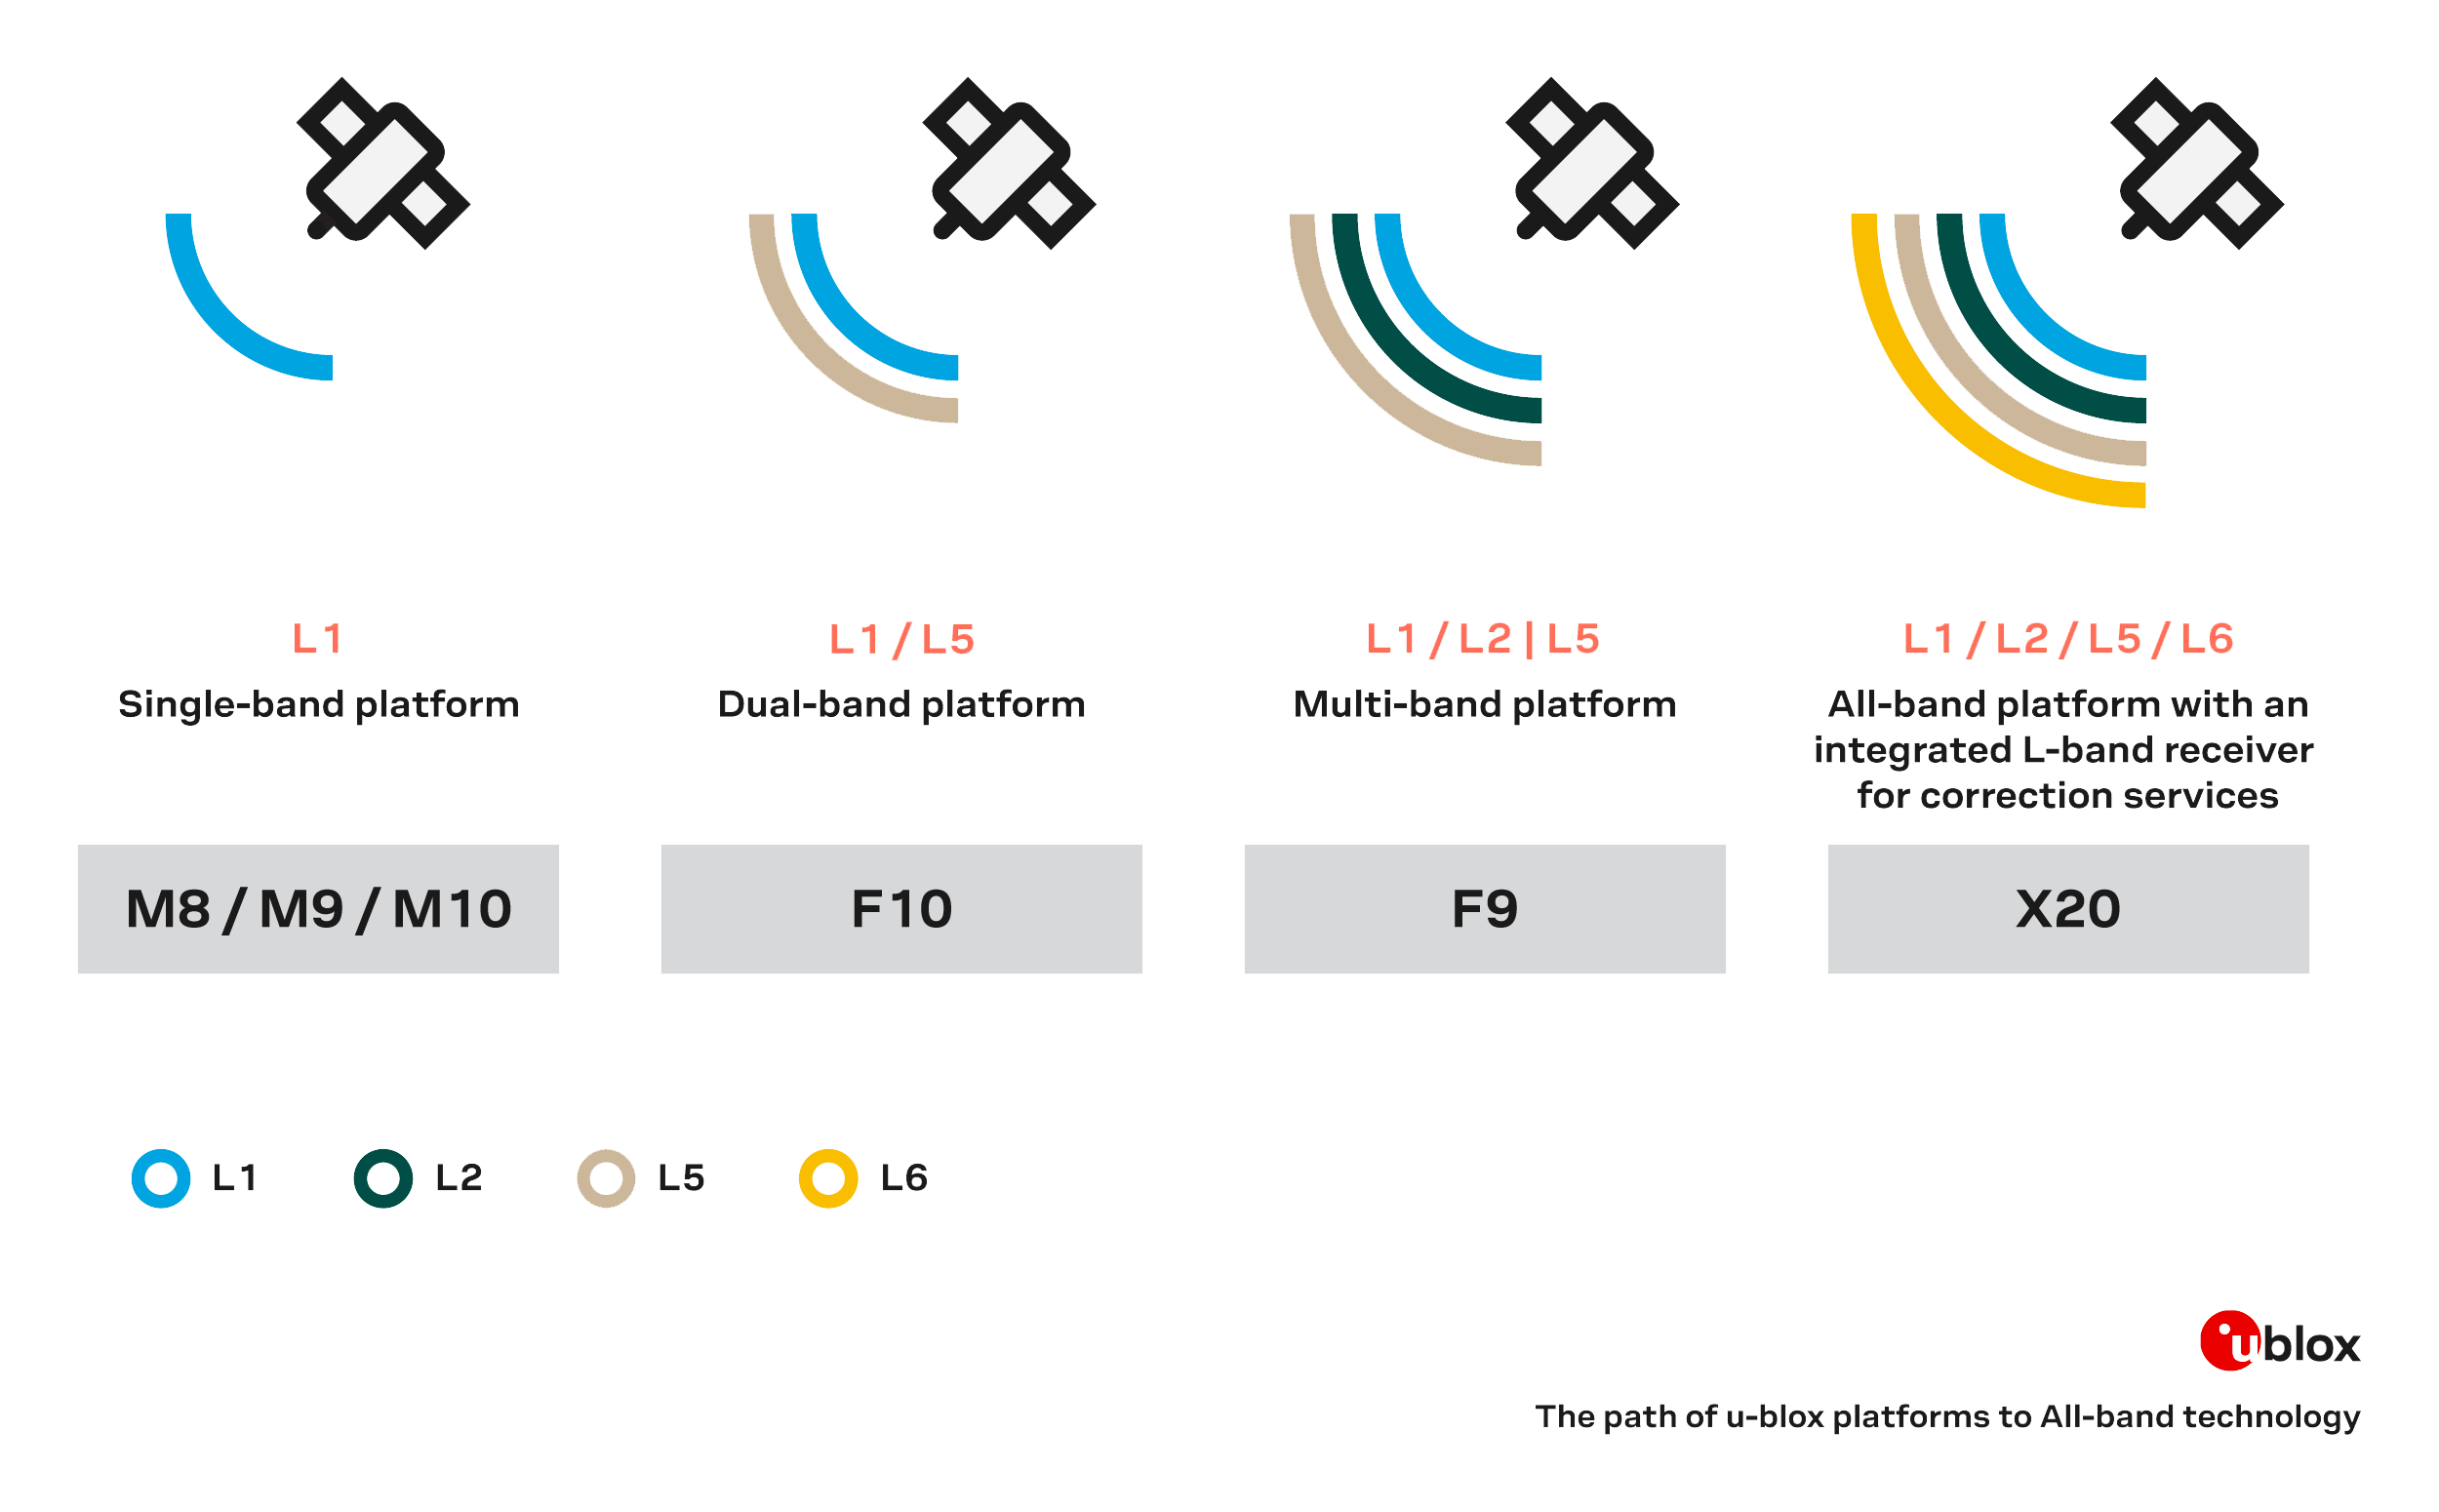 L1
Single-band platform
M8 / M9 / M10
L1 / L5
Dual-band platform
F10
L1 / L2 | L5
Multi-band platform
F9
L1 / L2 / L5 / L6
All-band platform with an
integrated L-band receiver
for correction services
X20
L1
L2
L5
L6
ublox
The path of u-blox platforms to All-band technology